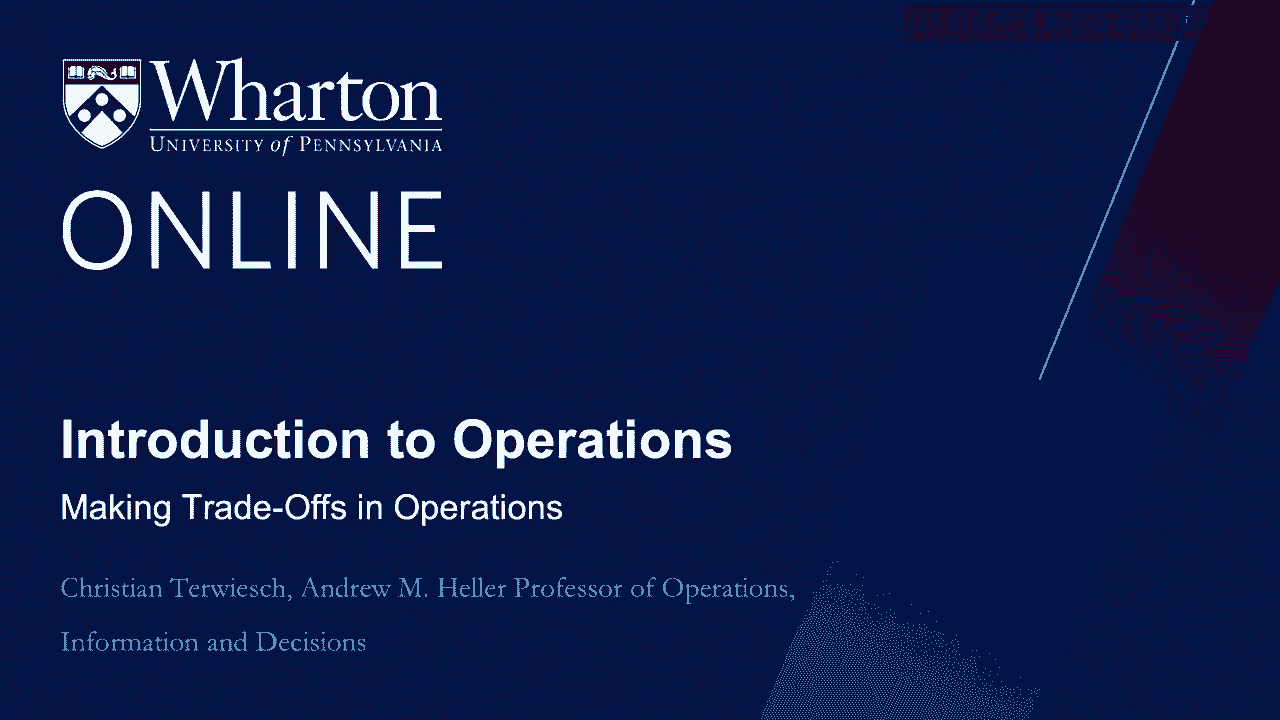 Wharton
UNIVERSITY of PENNSYLVANIA
ONLINE
Introduction to Operations
Making Trade-Offs in Operations
Christian Terwiesch, Andrew M. Heller Professor of Operations,
Information and Decisions